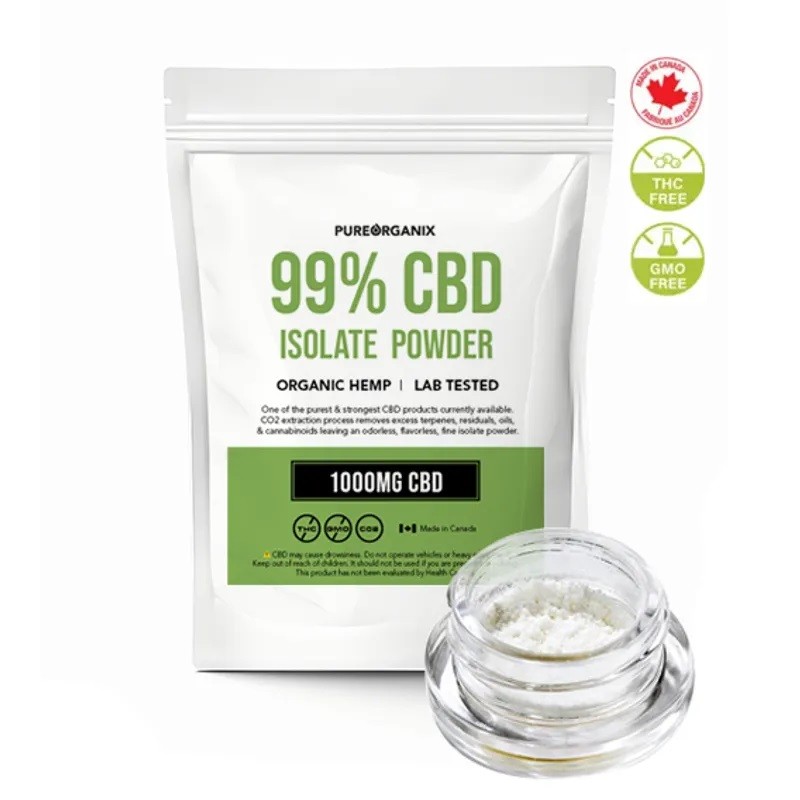 PUREORGANIX
99% CBD
ISOLATE POWDER
ORGANIC HEMP | LAB TESTED
One of the purest & strongest CBD products currently available.
CO2 extraction process removes excess terpenes, residuals, oils,
& cannabinoids leaving an odorless, flavorless, fine isolate powder.
1000MG CBD
THC GMO Made in Canada
CBD may cause drowsiness. Do not operate vehicles or heavy
Keep out of reach of children. It should not be used if you are
This product has not been evaluated by Health
MADE IN CANADA
FABRIQUÉ AU CANADA
THC
FREE
GMO
FREE